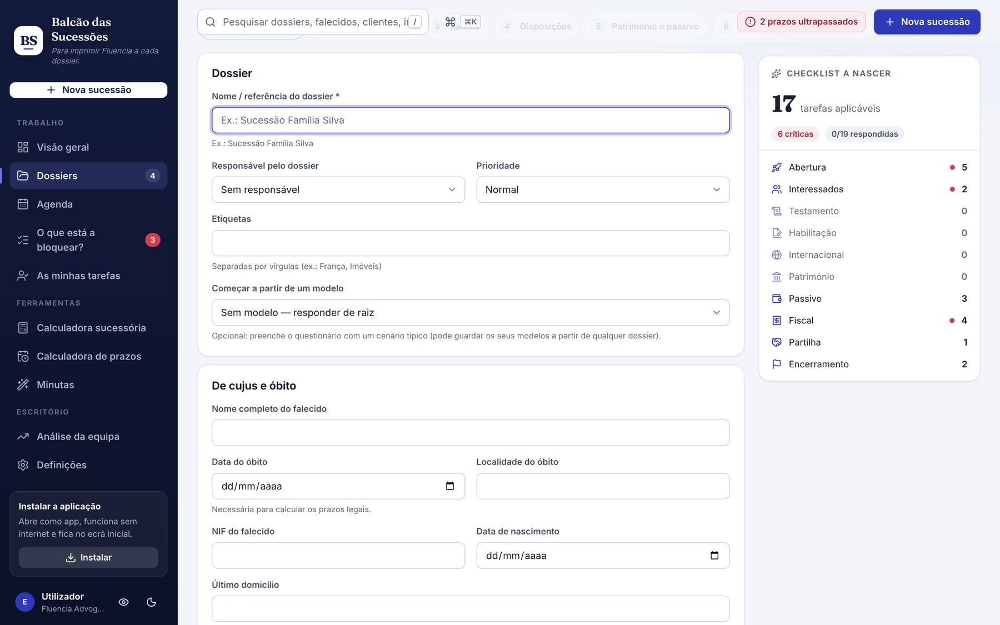 BS
Balcão das
Sucessões
Para imprimir Fluencia a cada
dossier.
Nova sucessão
TRABALHO
Visão geral
Dossiers 4
Agenda
O que está a
bloquear? 3
As minhas tarefas
FERRAMENTAS
Calculadora sucessória
Calculadora de prazos
Minutas
ESCRITÓRIO
Análise da equipa
Definições
Instalar a aplicação
Abre como app, funciona sem
internet e fica no ecrã inicial.
Instalar
E
Utilizador
Fluencia Advog...
Pesquisar dossiers, falecidos, clientes, i /
⌘ ⌘K
3 Família
4 Disposições
5 Património e passivo
6
2 prazos ultrapassados
Nova sucessão
Dossier
Nome / referência do dossier *
Ex.: Sucessão Família Silva
Ex.: Sucessão Família Silva
Responsável pelo dossier
Sem responsável
Prioridade
Normal
Etiquetas
Separadas por vírgulas (ex.: França, Imóveis)
Começar a partir de um modelo
Sem modelo — responder de raiz
Opcional: preenche o questionário com um cenário típico (pode guardar os seus modelos a partir de qualquer dossier).
De cujus e óbito
Nome completo do falecido
Data do óbito
dd/mm/aaaa
Necessária para calcular os prazos legais.
Localidade do óbito
NIF do falecido
Data de nascimento
dd/mm/aaaa
Último domicílio
CHECKLIST A NASCER
17 tarefas aplicáveis
6 críticas
0/19 respondidas
Abertura 5
Interessados 2
Testamento 0
Habilitação 0
Internacional 0
Património 0
Passivo 3
Fiscal 4
Partilha 1
Encerramento 2